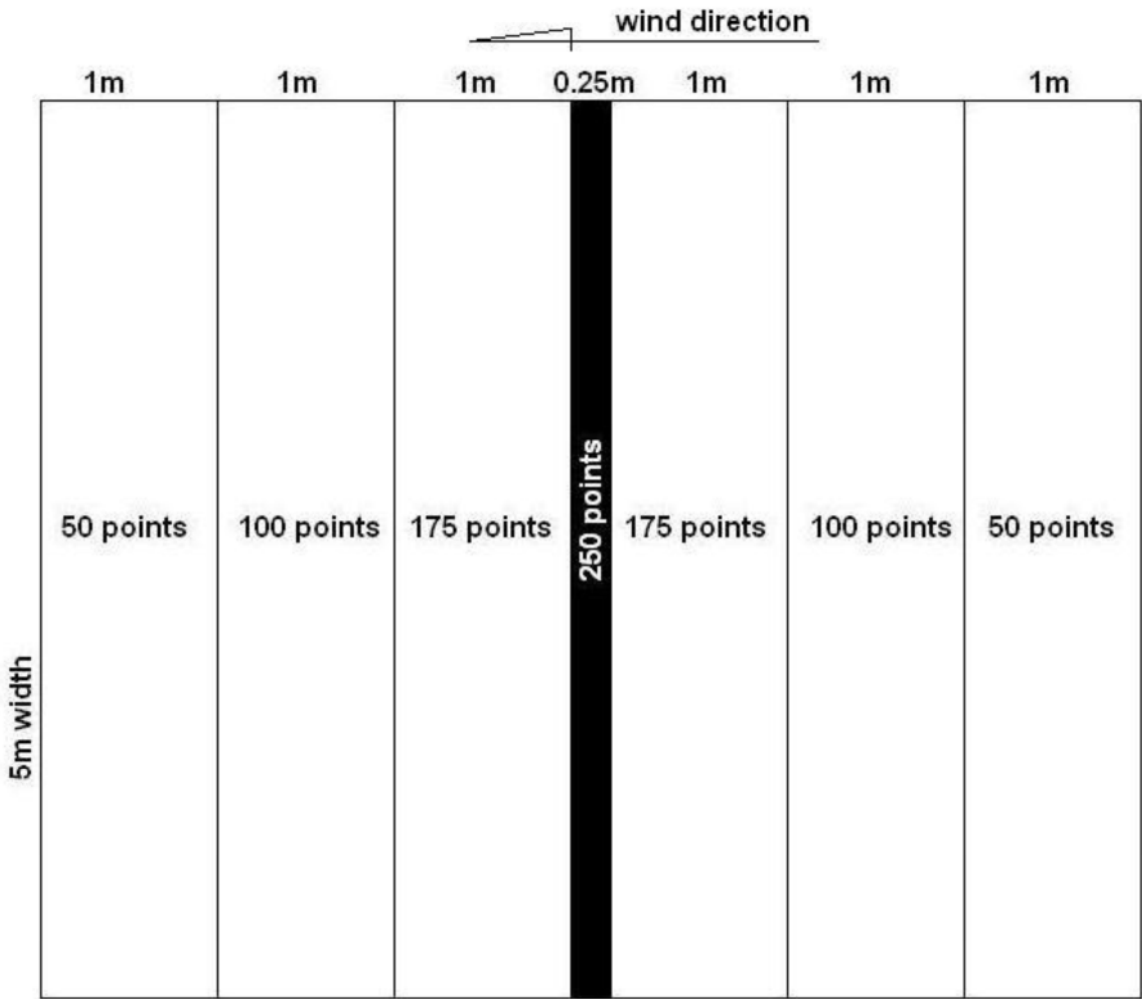 wind direction
1m 1m 1m 0.25m 1m 1m 1m
50 points 100 points 175 points 250 points 175 points 100 points 50 points
5m width